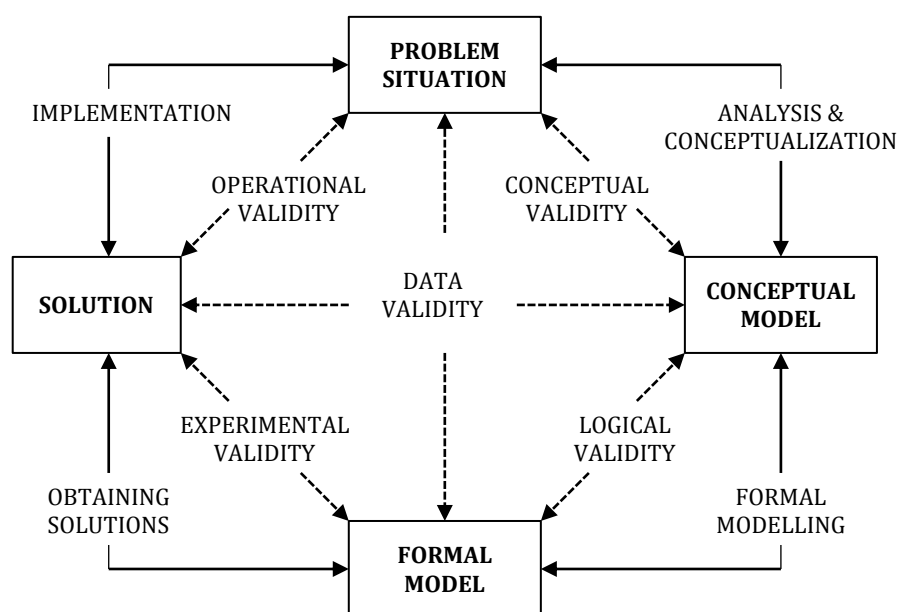 PROBLEM
SITUATION
IMPLEMENTATION
ANALYSIS &
CONCEPTUALIZATION
OPERATIONAL
VALIDITY
CONCEPTUAL
VALIDITY
SOLUTION
DATA
VALIDITY
CONCEPTUAL
MODEL
EXPERIMENTAL
VALIDITY
LOGICAL
VALIDITY
OBTAINING
SOLUTIONS
FORMAL
MODELLING
FORMAL
MODEL